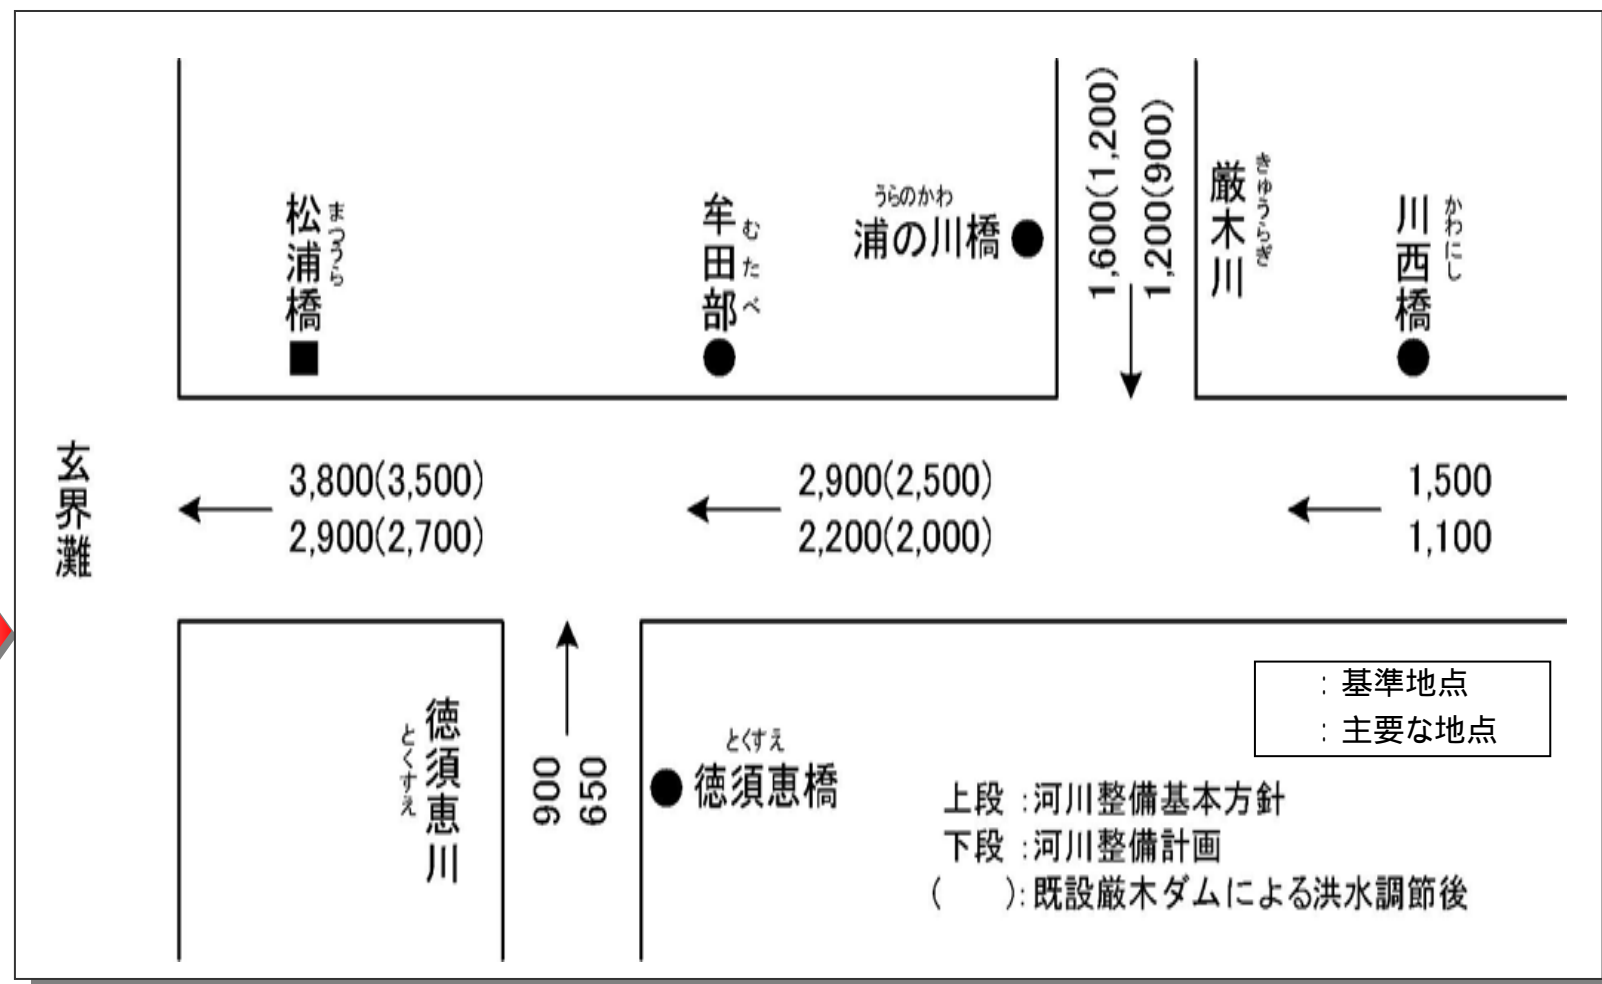 松浦橋
まつうら
牟田部
むたべ
うらのかわ
浦の川橋
1,600(1,200)
1,200(900)
厳木川
きゅうらぎ
川西橋
かわにし
玄界灘
3,800(3,500)
2,900(2,700)
2,900(2,500)
2,200(2,000)
1,500
1,100
徳須恵川
とくすえ
900
650
とくすえ
徳須恵橋
: 基準地点
: 主要な地点
上段 :河川整備基本方針
下段 :河川整備計画
( ):既設厳木ダムによる洪水調節後